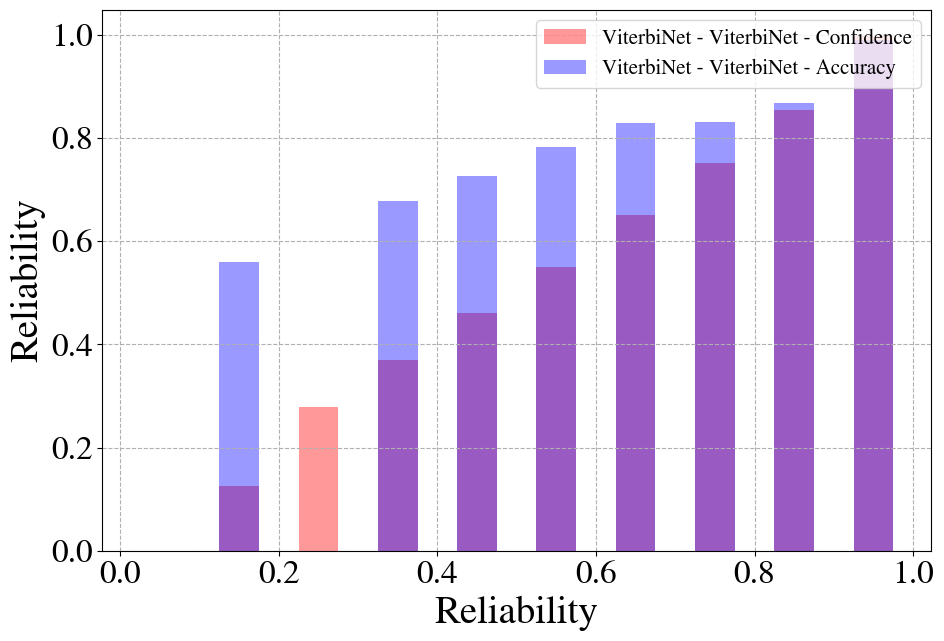 1.0
0.8
0.6
0.4
0.2
0.0
Reliability
ViterbiNet - ViterbiNet - Confidence
ViterbiNet - ViterbiNet - Accuracy
0.0 0.2 0.4 0.6 0.8 1.0
Reliability